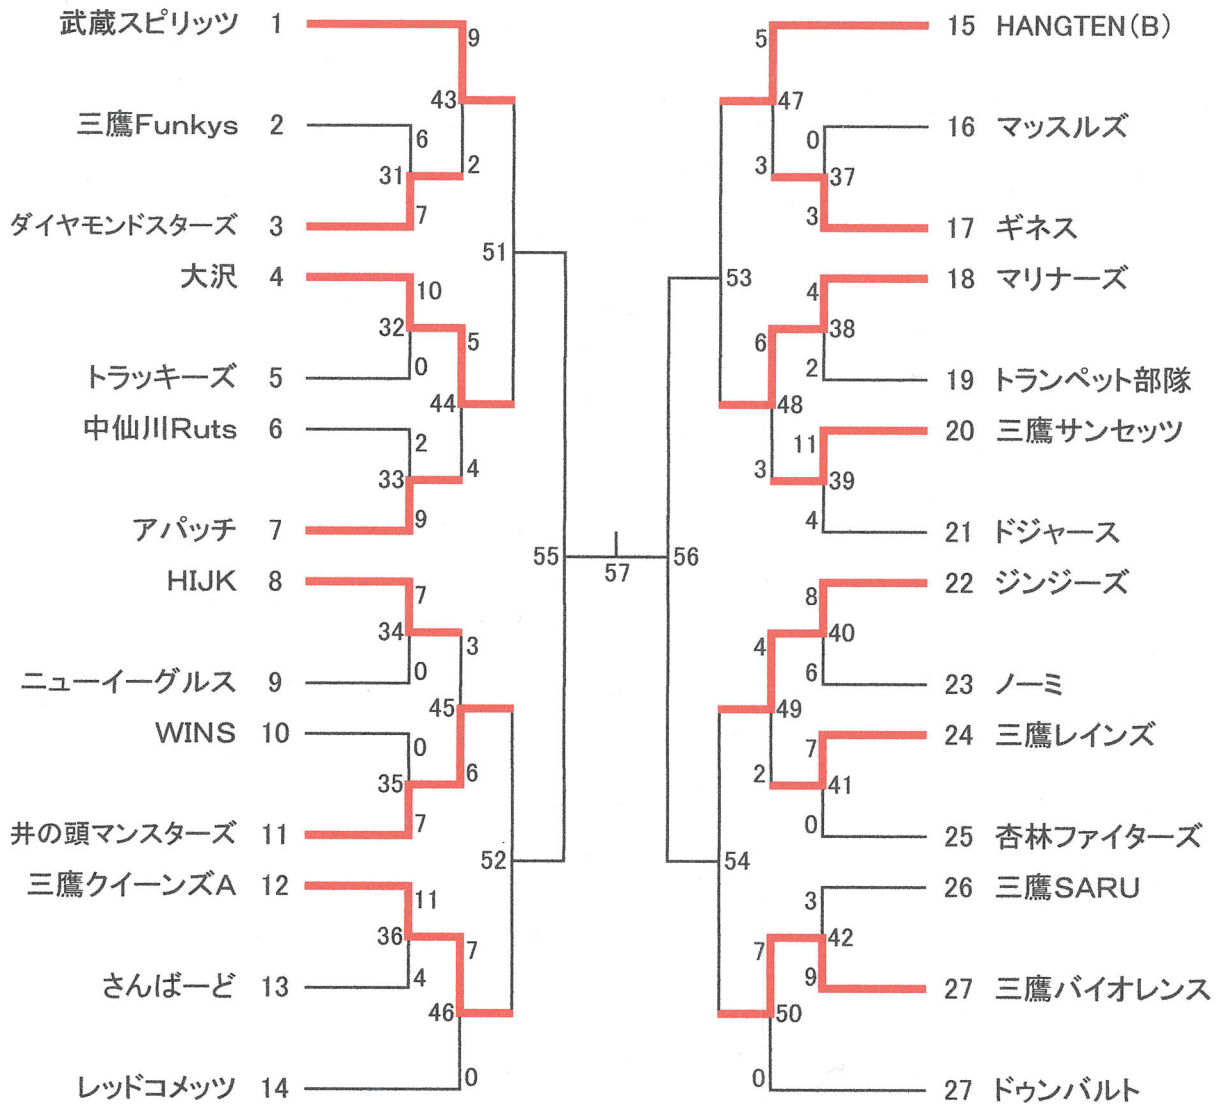 武蔵スピリッツ 1 9 5 15 HANGTEN(B)
43 47
三鷹Funkys 2 6 0 16 マッスルズ
31 2 3 37
ダイヤモンドスターズ 3 7 3 17 ギネス
51 53
大沢 4 10 4 18 マリナーズ
32 5 6 38
トラッキーズ 5 0 2 19 トランペット部隊
44 48
中仙川Ruts 6 2 11 20 三鷹サンセッツ
33 4 3 39
アパッチ 7 9 4 21 ドジャース
55 57 56
HIJK 8 7 8 22 ジンジーズ
34 3 4 40
ニューイーグルス 9 0 6 23 ノーミ
45 49
WINS 10 0 7 24 三鷹レインズ
35 6 2 41
井の頭マンスターズ 11 7 0 25 杏林ファイターズ
52 54
三鷹クイーンズA 12 11 3 26 三鷹SARU
36 7 7 42
さんばーど 13 4 9 27 三鷹バイオレンス
46 50
レッドコメッツ 14 0 0 27 ドゥンバルト